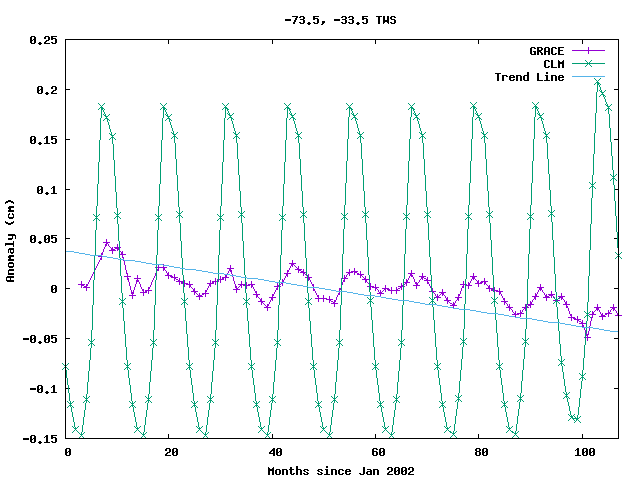 -73.5, -33.5 TWS
GRACE
CLM
Trend Line
0.25
0.2
0.15
0.1
0.05
0
-0.05
-0.1
-0.15
Anomaly (cm)
0 20 40 60 80 100
Months since Jan 2002